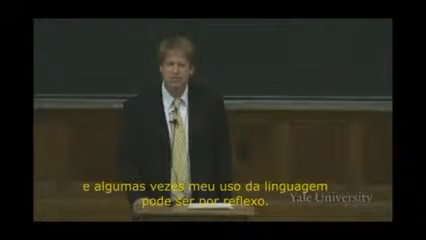 e algumas vezes meu uso da linguagem
pode ser por reflexo.
Yale University